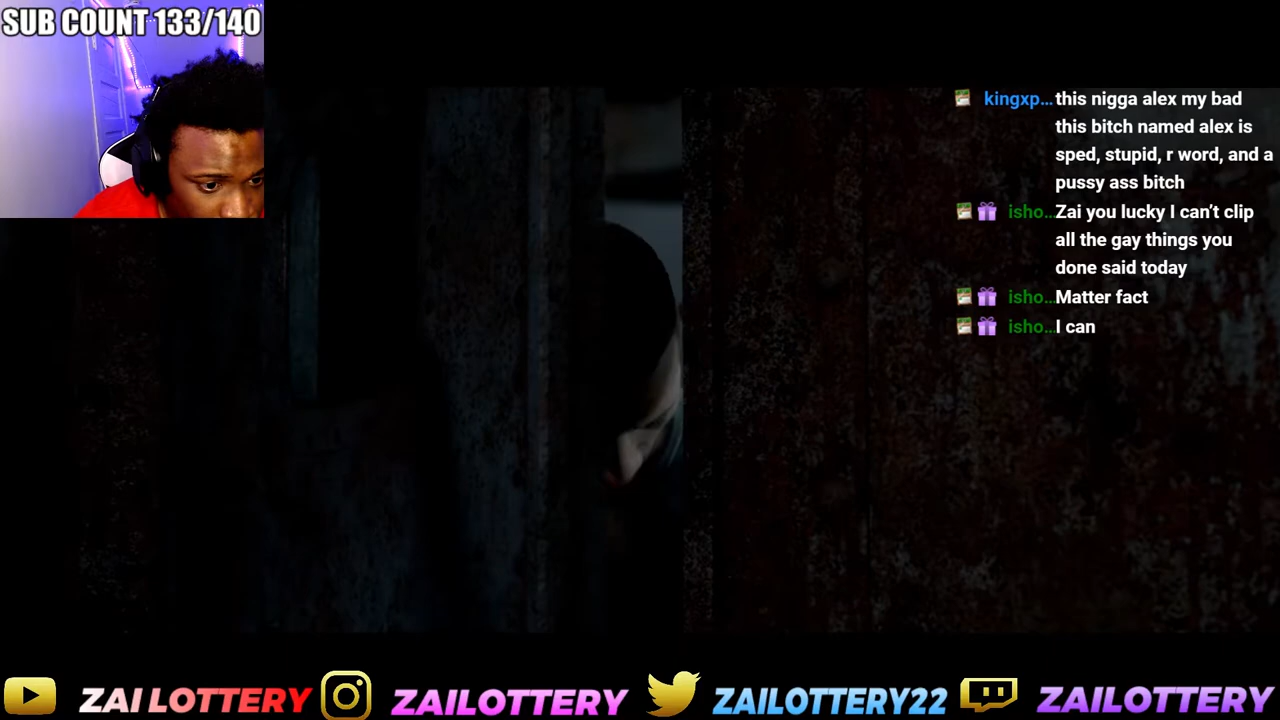 SUB COUNT 133/140
kingxp... this nigga alex my bad
this bitch named alex is
sped, stupid, r word, and a
pussy ass bitch
isho... Zai you lucky I can't clip
all the gay things you
done said today
isho... Matter fact
isho... I can
ZAI LOTTERY ZAILOTTERY ZAILOTTERY22 ZAILOTTERY